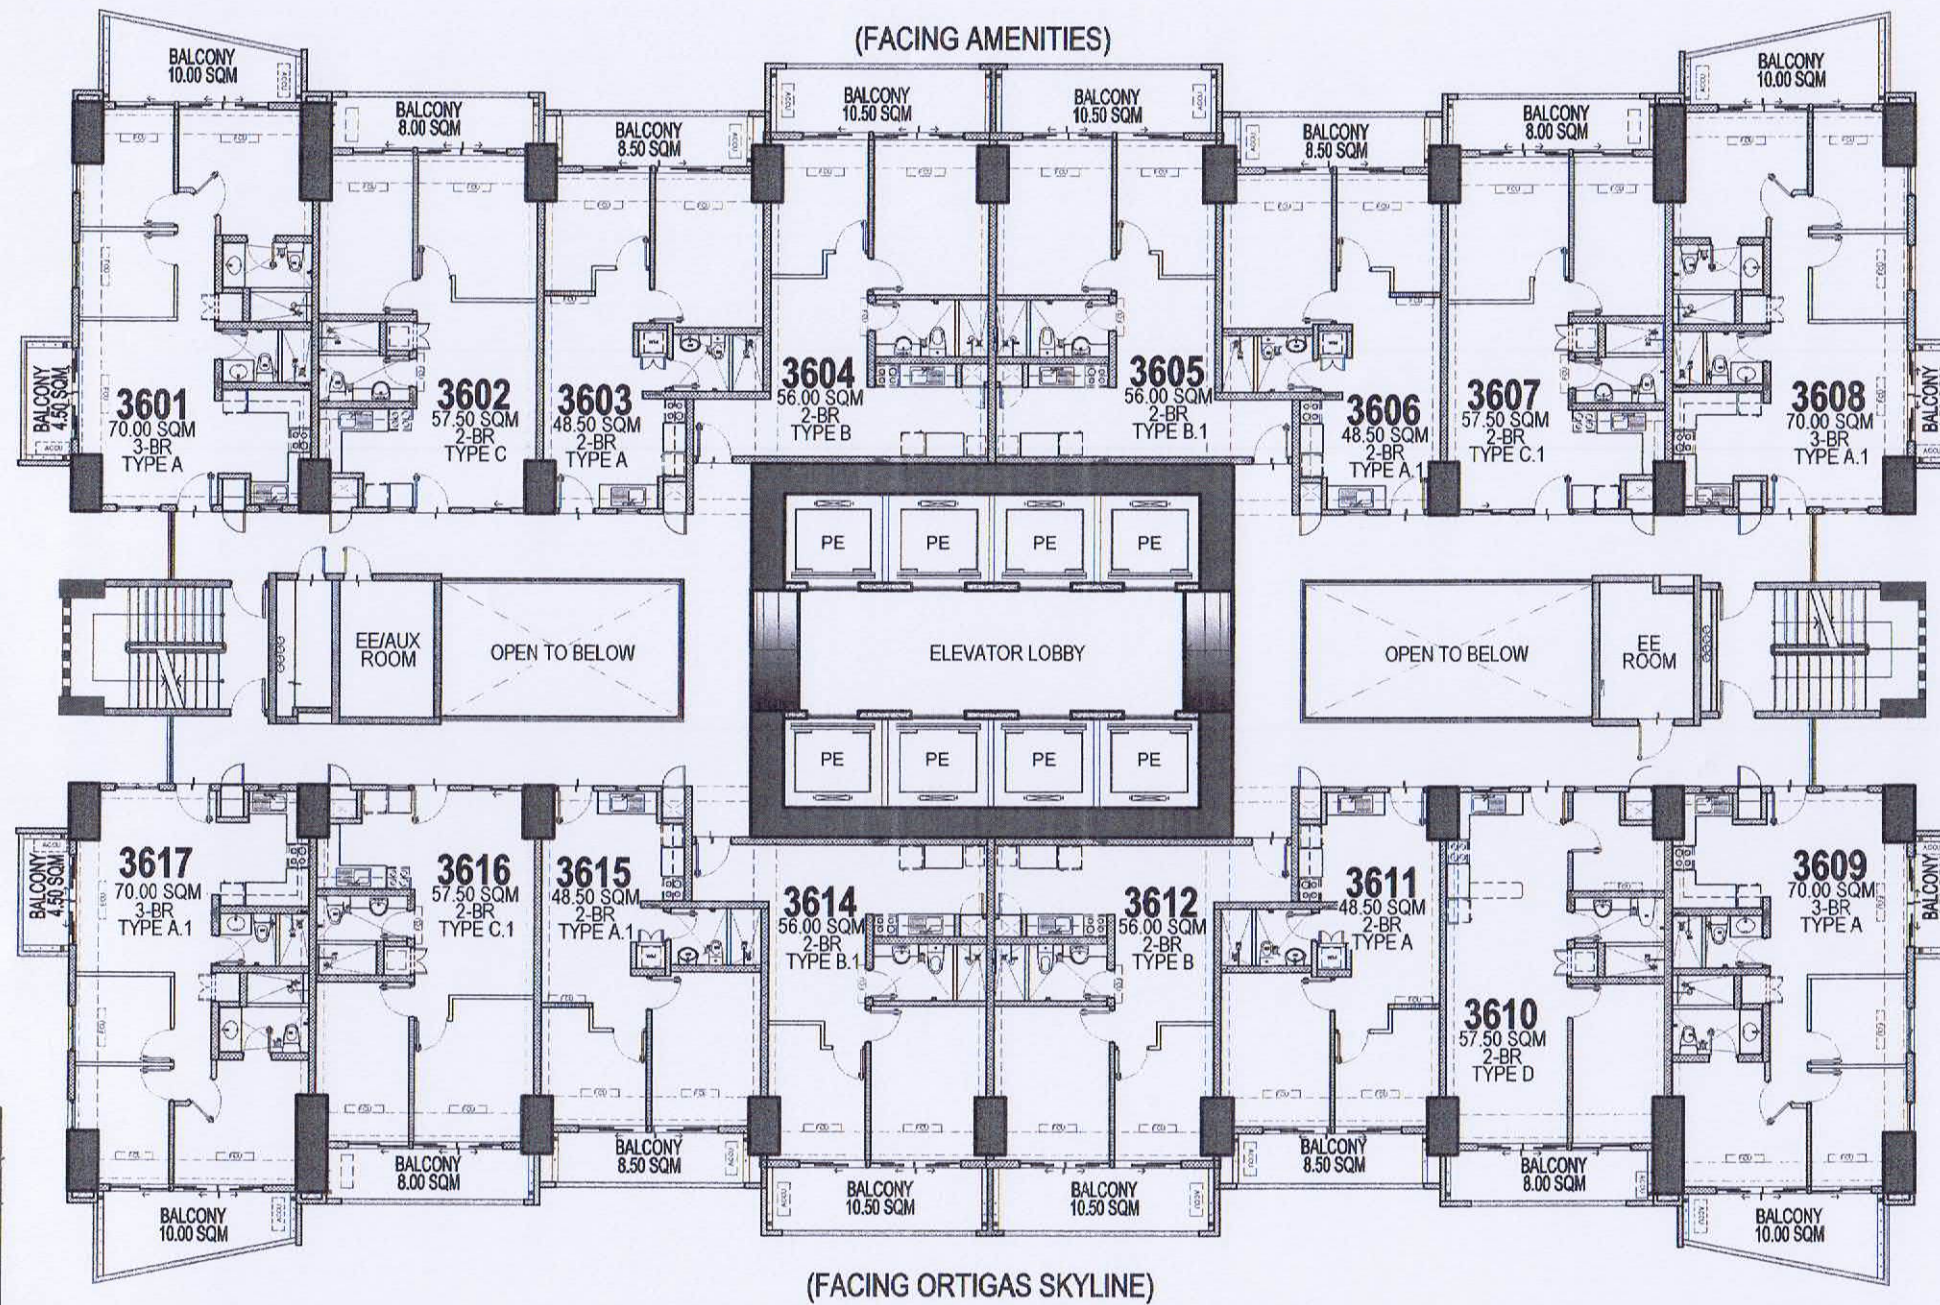 (FACING AMENITIES)
BALCONY
10.00 SQM
BALCONY
8.00 SQM
BALCONY
8.50 SQM
BALCONY
10.50 SQM
BALCONY
10.50 SQM
BALCONY
8.50 SQM
BALCONY
8.00 SQM
BALCONY
10.00 SQM
BALCONY
4.50 SQM
3601
70.00 SQM
3-BR
TYPE A
3602
57.50 SQM
2-BR
TYPE C
3603
48.50 SQM
2-BR
TYPE A
3604
56.00 SQM
2-BR
TYPE B
3605
56.00 SQM
2-BR
TYPE B.1
3606
48.50 SQM
2-BR
TYPE A.1
3607
57.50 SQM
2-BR
TYPE C.1
3608
70.00 SQM
3-BR
TYPE A.1
BALCONY
PE
PE
PE
PE
EE/AUX
ROOM
OPEN TO BELOW
ELEVATOR LOBBY
OPEN TO BELOW
EE
ROOM
PE
PE
PE
PE
BALCONY
4.50 SQM
3617
70.00 SQM
3-BR
TYPE A.1
3616
57.50 SQM
2-BR
TYPE C.1
3615
48.50 SQM
2-BR
TYPE A.1
3614
56.00 SQM
2-BR
TYPE B.1
3612
56.00 SQM
2-BR
TYPE B
3611
48.50 SQM
2-BR
TYPE A
3610
57.50 SQM
2-BR
TYPE D
3609
70.00 SQM
3-BR
TYPE A
BALCONY
BALCONY
10.00 SQM
BALCONY
8.00 SQM
BALCONY
8.50 SQM
BALCONY
10.50 SQM
BALCONY
10.50 SQM
BALCONY
8.50 SQM
BALCONY
8.00 SQM
BALCONY
10.00 SQM
(FACING ORTIGAS SKYLINE)